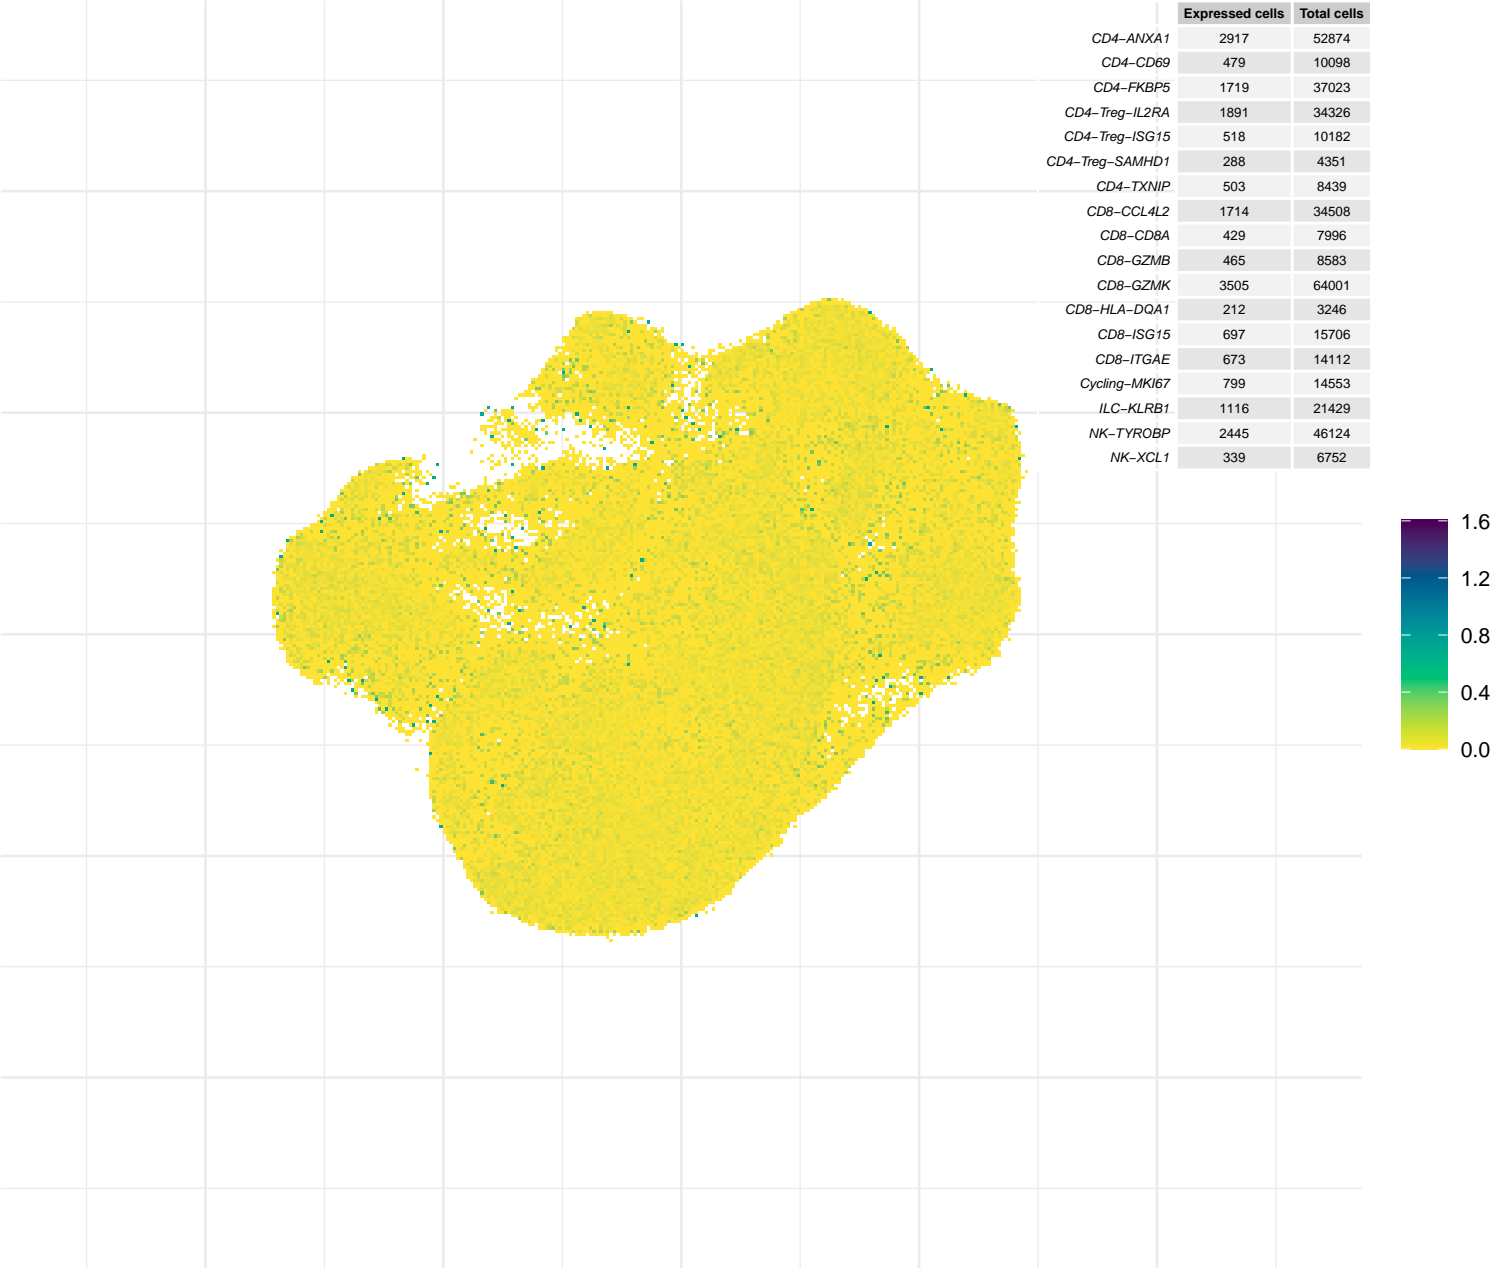 Expressed cells Total cells
CD4−ANXA1 2917 52874
CD4−CD69 479 10098
CD4−FKBP5 1719 37023
CD4−Treg−IL2RA 1891 34326
CD4−Treg−ISG15 518 10182
CD4−Treg−SAMHD1 288 4351
CD4−TXNIP 503 8439
CD8−CCL4L2 1714 34508
CD8−CD8A 429 7996
CD8−GZMB 465 8583
CD8−GZMK 3505 64001
CD8−HLA−DQA1 212 3246
CD8−ISG15 697 15706
CD8−ITGAE 673 14112
Cycling−MKI67 799 14553
ILC−KLRB1 1116 21429
NK−TYROBP 2445 46124
NK−XCL1 339 6752
1.6
1.2
0.8
0.4
0.0